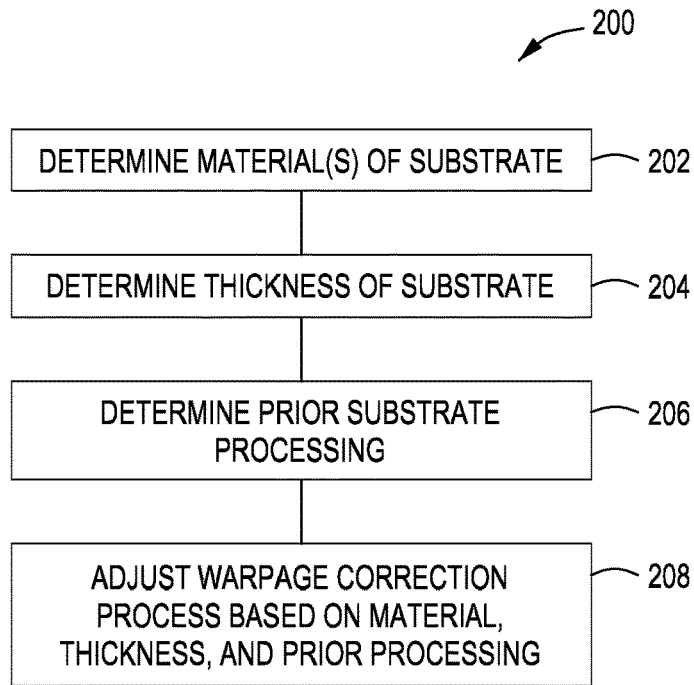 200
DETERMINE MATERIAL(S) OF SUBSTRATE
202
DETERMINE THICKNESS OF SUBSTRATE
204
DETERMINE PRIOR SUBSTRATE
PROCESSING
206
ADJUST WARPAGE CORRECTION
PROCESS BASED ON MATERIAL,
THICKNESS, AND PRIOR PROCESSING
208